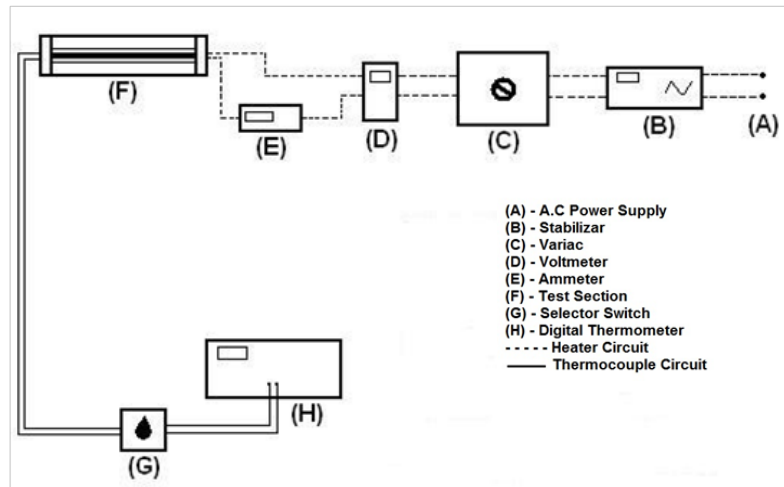 (F)
(E)
(D)
(C)
(B)
(A)
(A) - A.C Power Supply
(B) - Stabilizar
(C) - Variac
(D) - Voltmeter
(E) - Ammeter
(F) - Test Section
(G) - Selector Switch
(H) - Digital Thermometer
------ Heater Circuit
—— Thermocouple Circuit
(H)
(G)